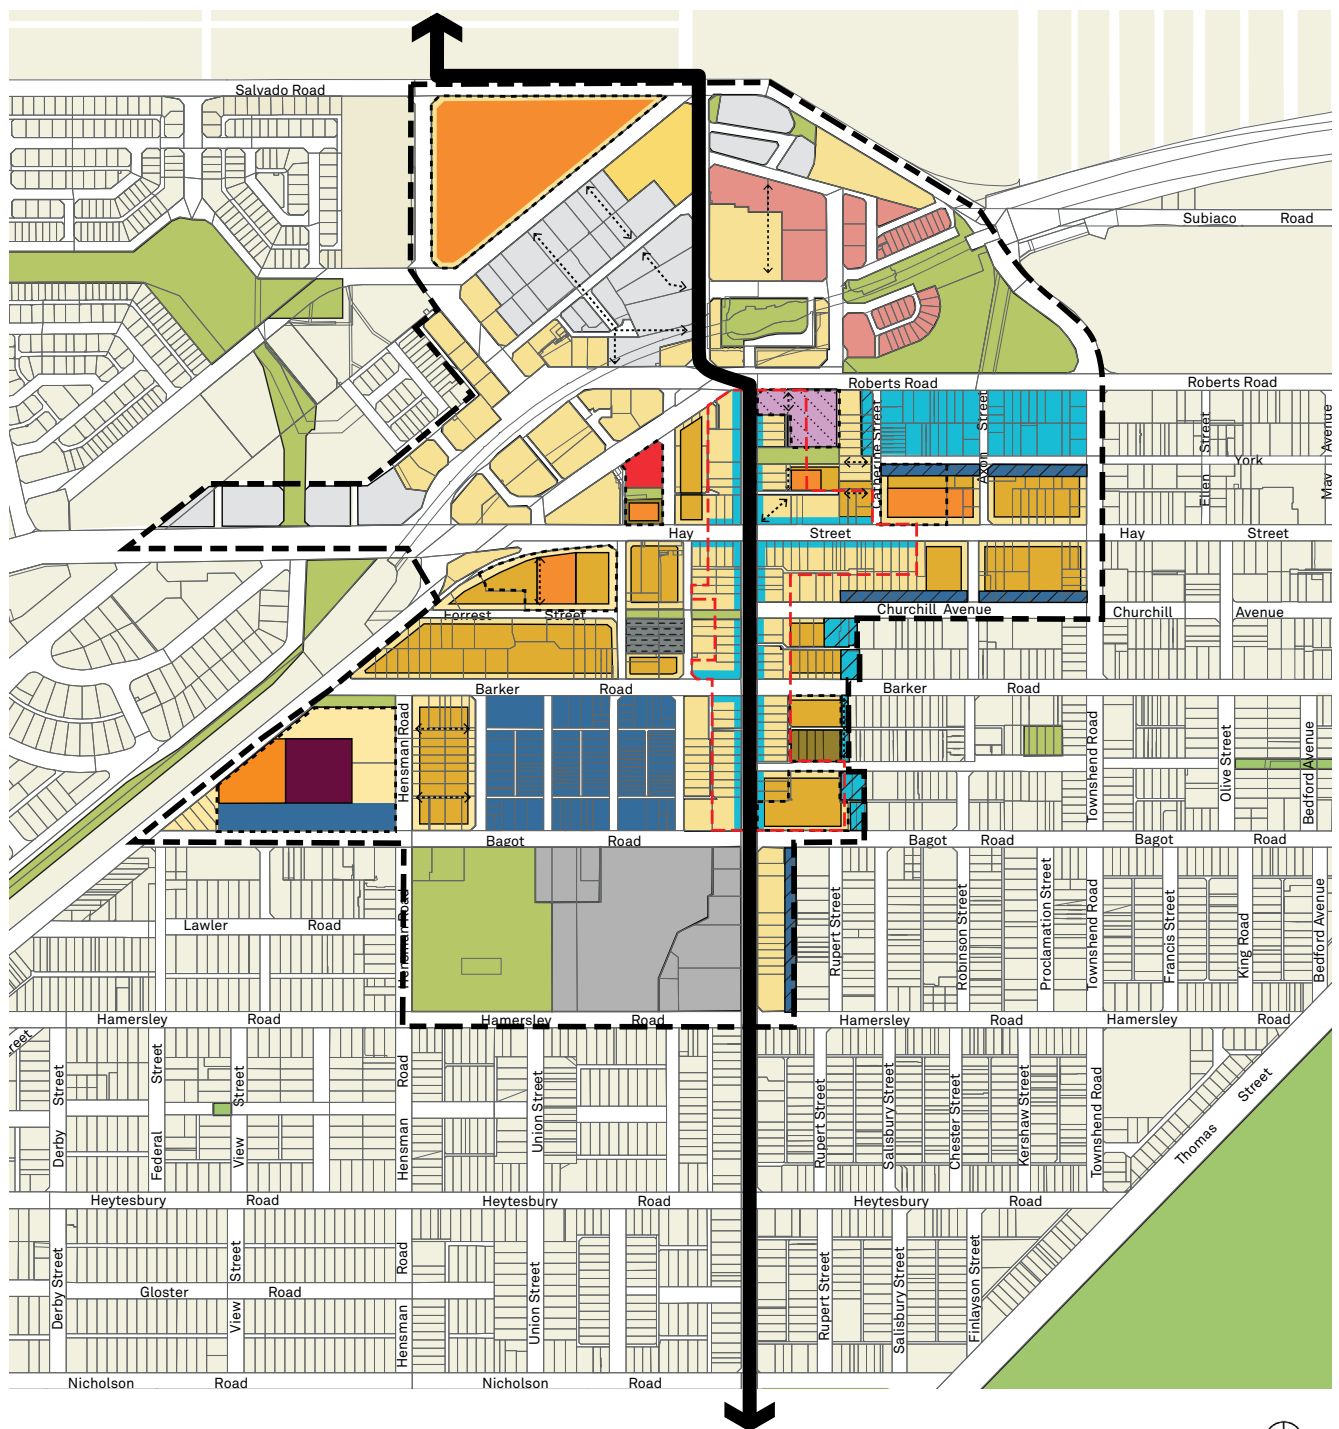 Salvado Road
Subiaco Road
Roberts Road
Roberts Road
Catherine Street
Axon Street
Ellen Street
York
May Avenue
Hay Street
Hay Street
Forrest Street
Churchill Avenue
Churchill Avenue
Barker Road
Barker Road
Hensman Road
Townshend Road
Olive Street
Bedford Avenue
Bagot Road
Bagot Road
Bagot Road
Lawler Road
Hensman Road
Rupert Street
Robinson Street
Proclamation Street
Townshend Road
Francis Street
King Road
Bedford Avenue
Hamersley Road
Hamersley Road
Hamersley Road
Hamersley Road
reet
Derby Street
Federal Street
View Street
Hensman Road
Union Street
Rupert Street
Salisbury Street
Chester Street
Kershaw Street
Townshend Road
Thomas Street
Heytesbury Road
Heytesbury Road
Heytesbury Road
Derby Street
View Street
Hensman Road
Union Street
Rupert Street
Salisbury Street
Finlayson Street
Gloster Road
Nicholson Road
Nicholson Road